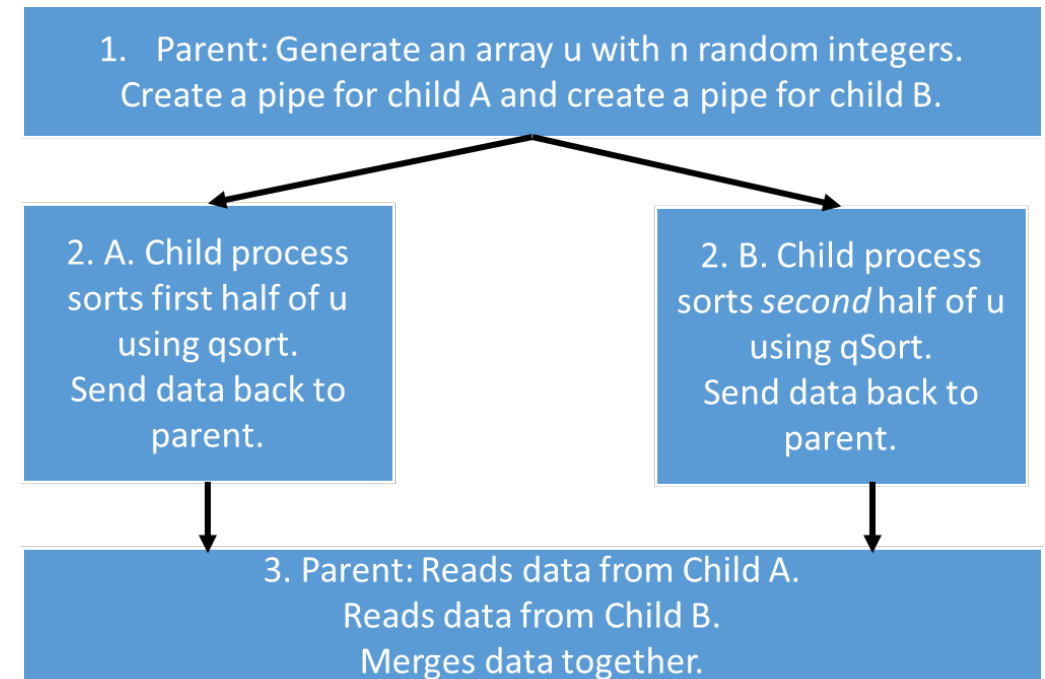 1. Parent: Generate an array u with n random integers.
Create a pipe for child A and create a pipe for child B.
2. A. Child process
sorts first half of u
using qsort.
Send data back to
parent.
2. B. Child process
sorts second half of u
using qSort.
Send data back to
parent.
3. Parent: Reads data from Child A.
Reads data from Child B.
Merges data together.